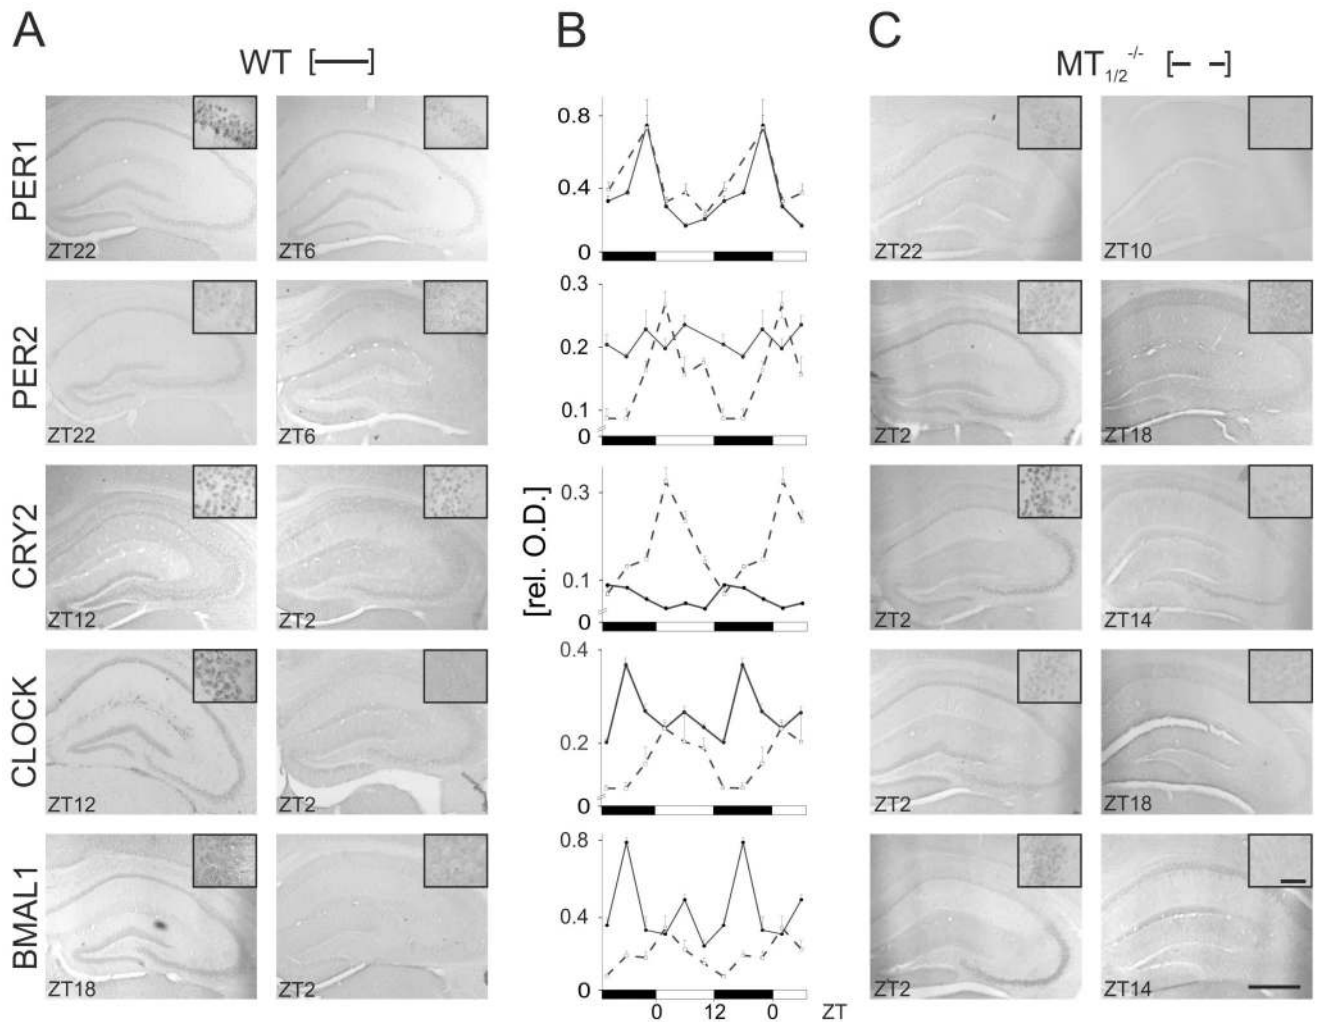 A
B
C
WT [—]
MT1/2-/- [– –]
PER1
ZT22
ZT6
0.8
0.4
0
ZT22
ZT10
PER2
ZT22
ZT6
0.3
0.2
0.1
0
ZT2
ZT18
CRY2
ZT12
ZT2
[rel. O.D.]
0.3
0.1
0
ZT2
ZT14
CLOCK
ZT12
ZT2
0.4
0.2
0
ZT2
ZT18
BMAL1
ZT18
ZT2
0.8
0.4
0
0 12 0 ZT
ZT2
ZT14